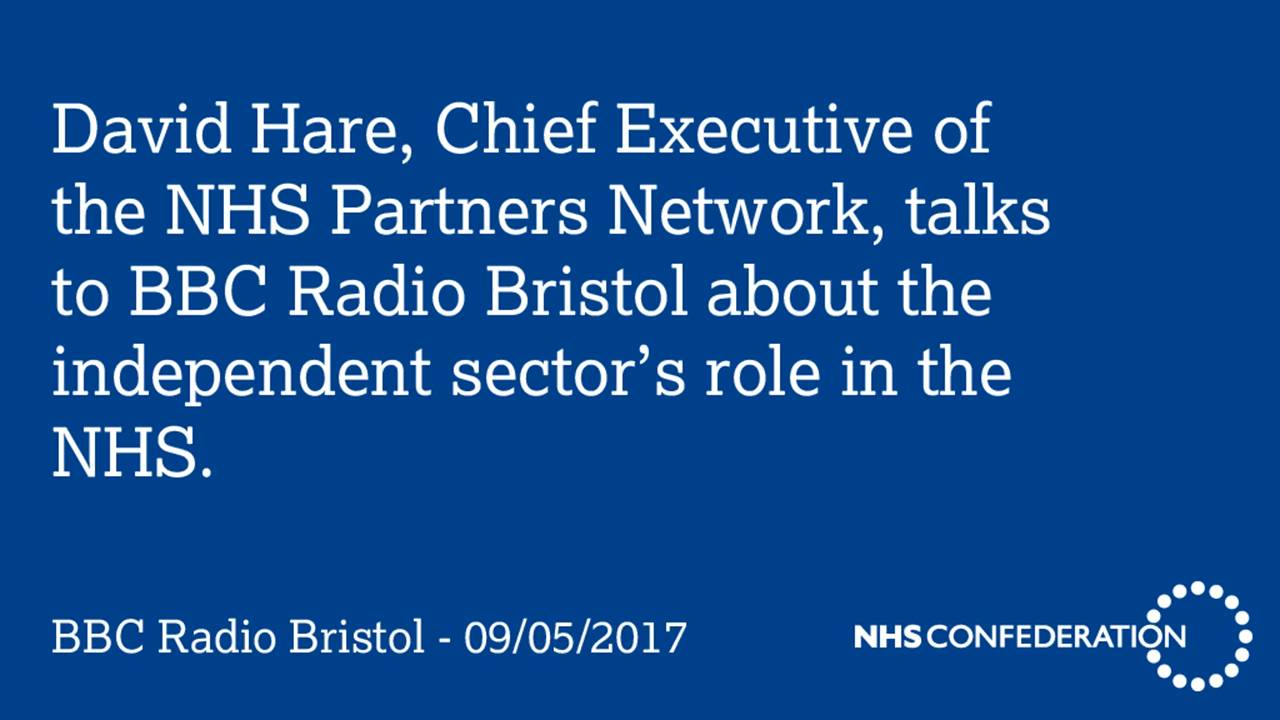 David Hare, Chief Executive of
the NHS Partners Network, talks
to BBC Radio Bristol about the
independent sector’s role in the
NHS.
BBC Radio Bristol - 09/05/2017
NHS CONFEDERATION